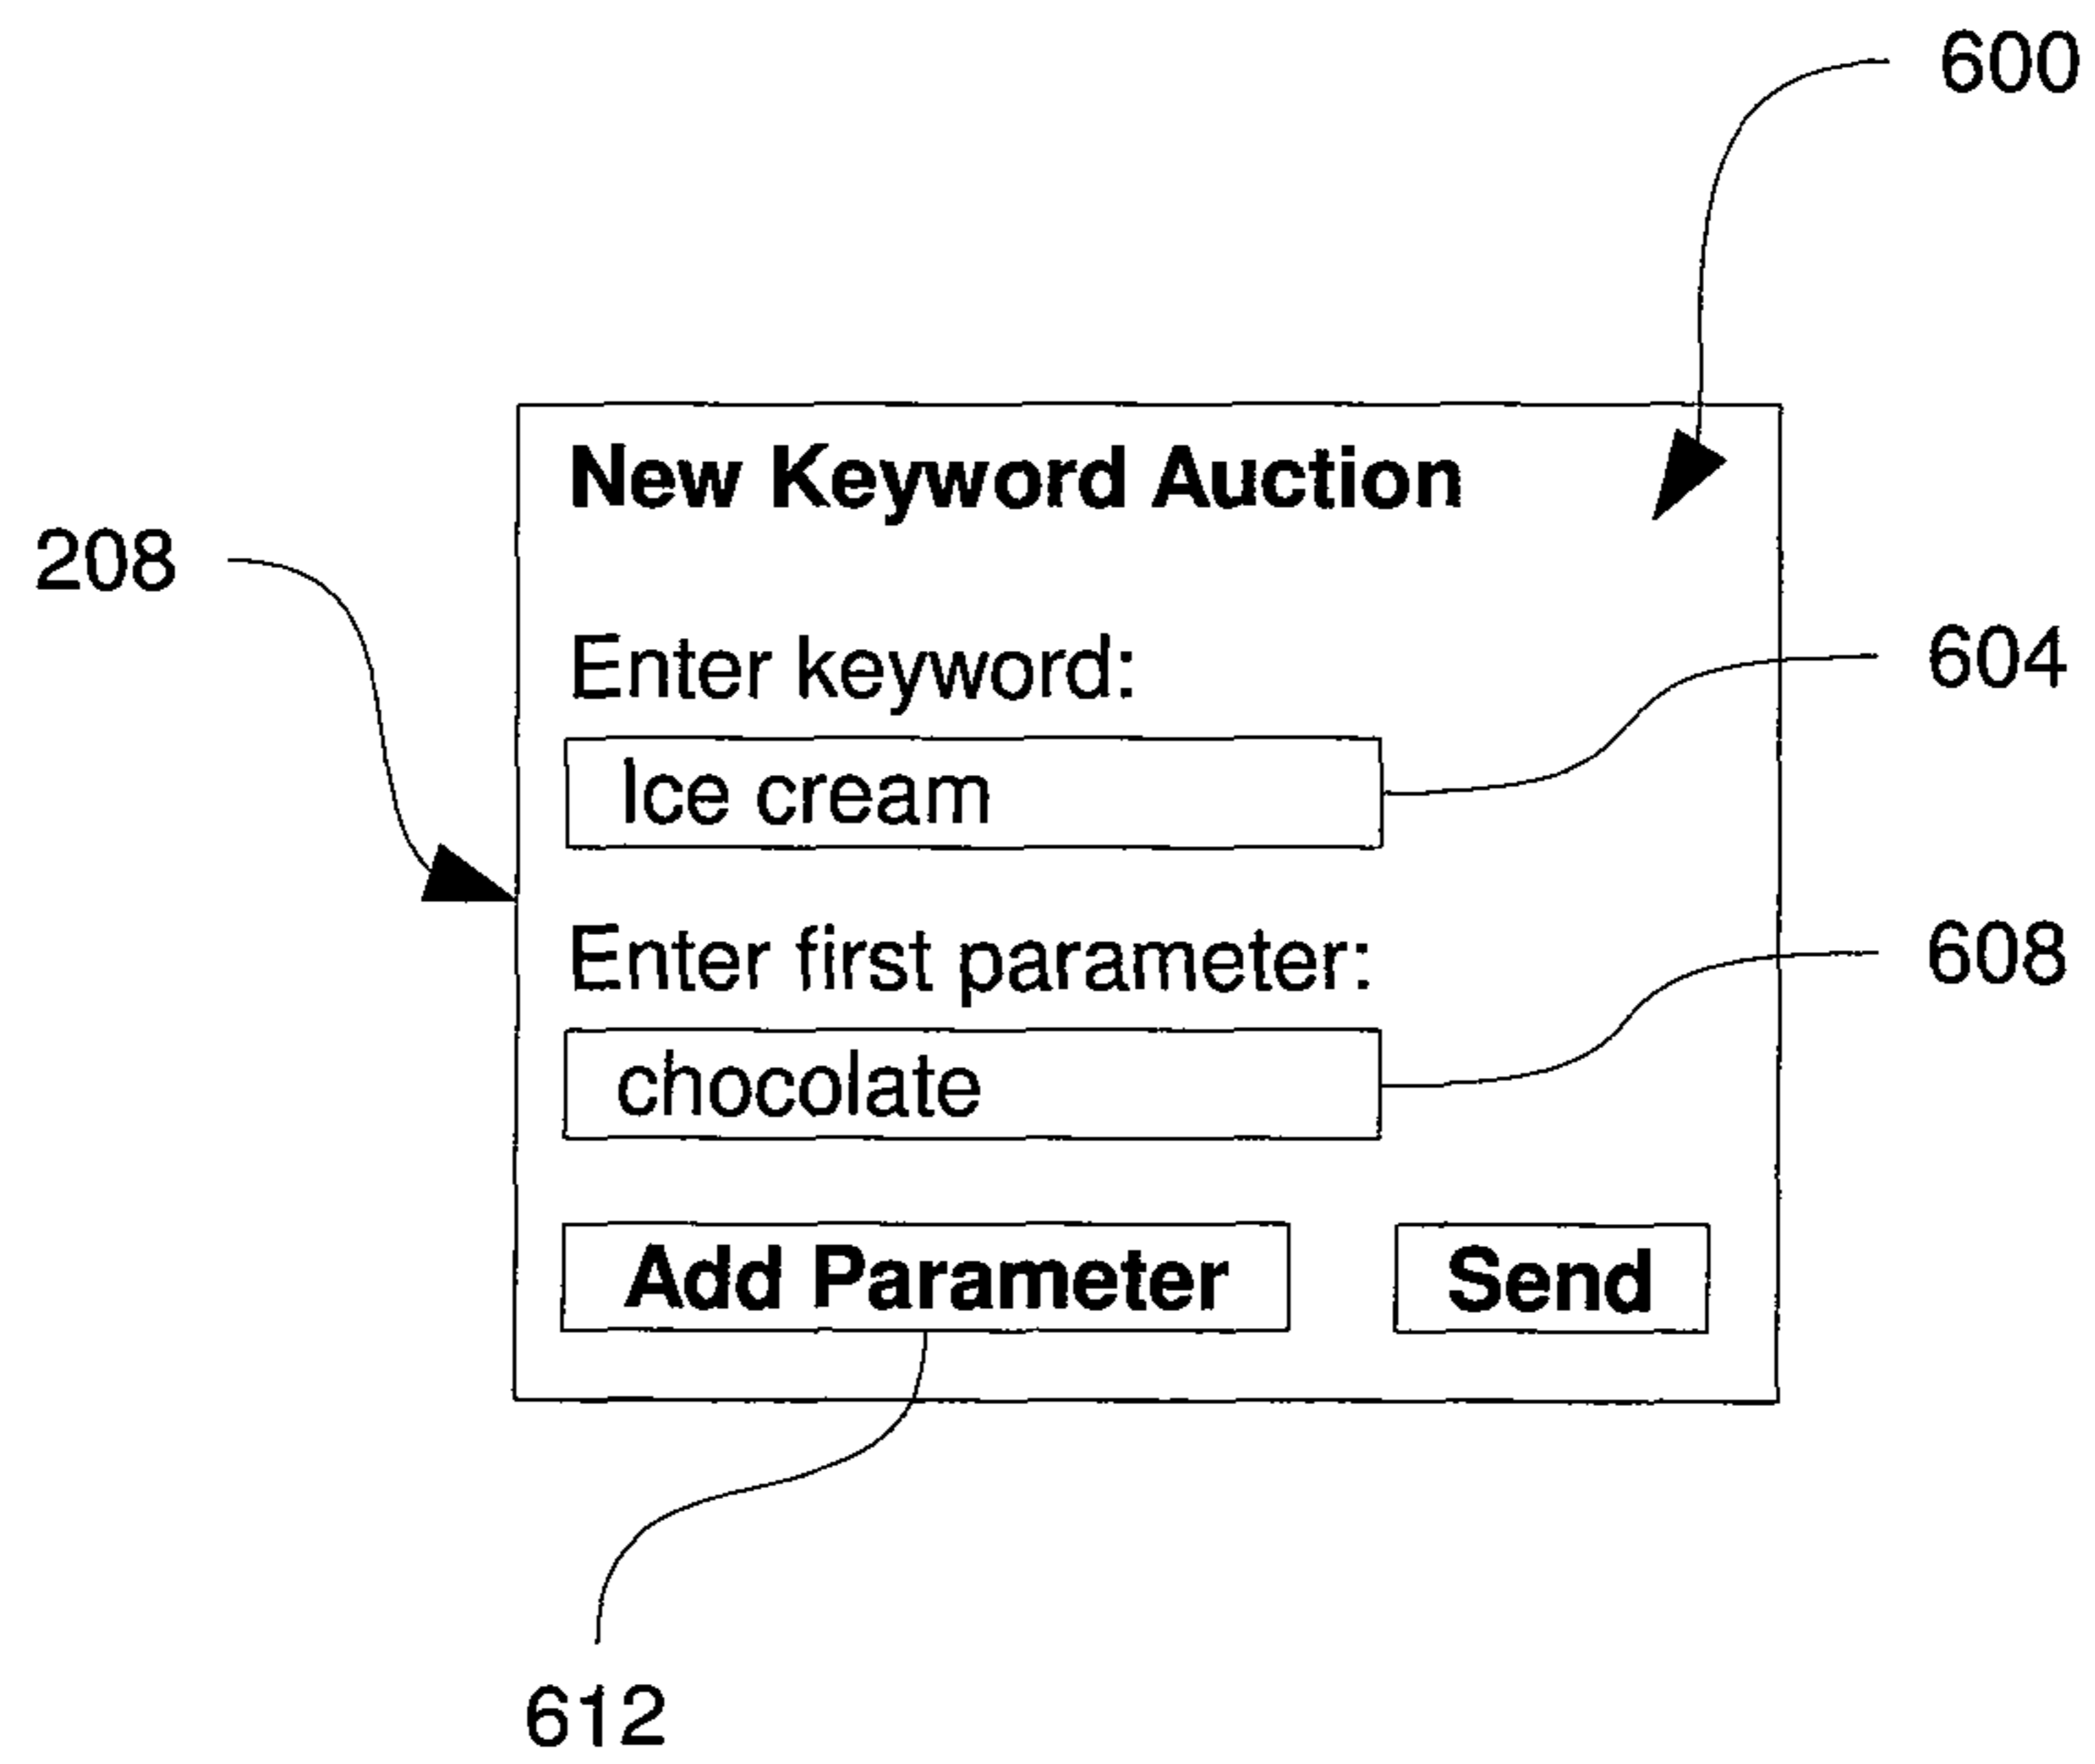 600
New Keyword Auction
208
Enter keyword:
604
Ice cream
Enter first parameter:
608
chocolate
Add Parameter
Send
612